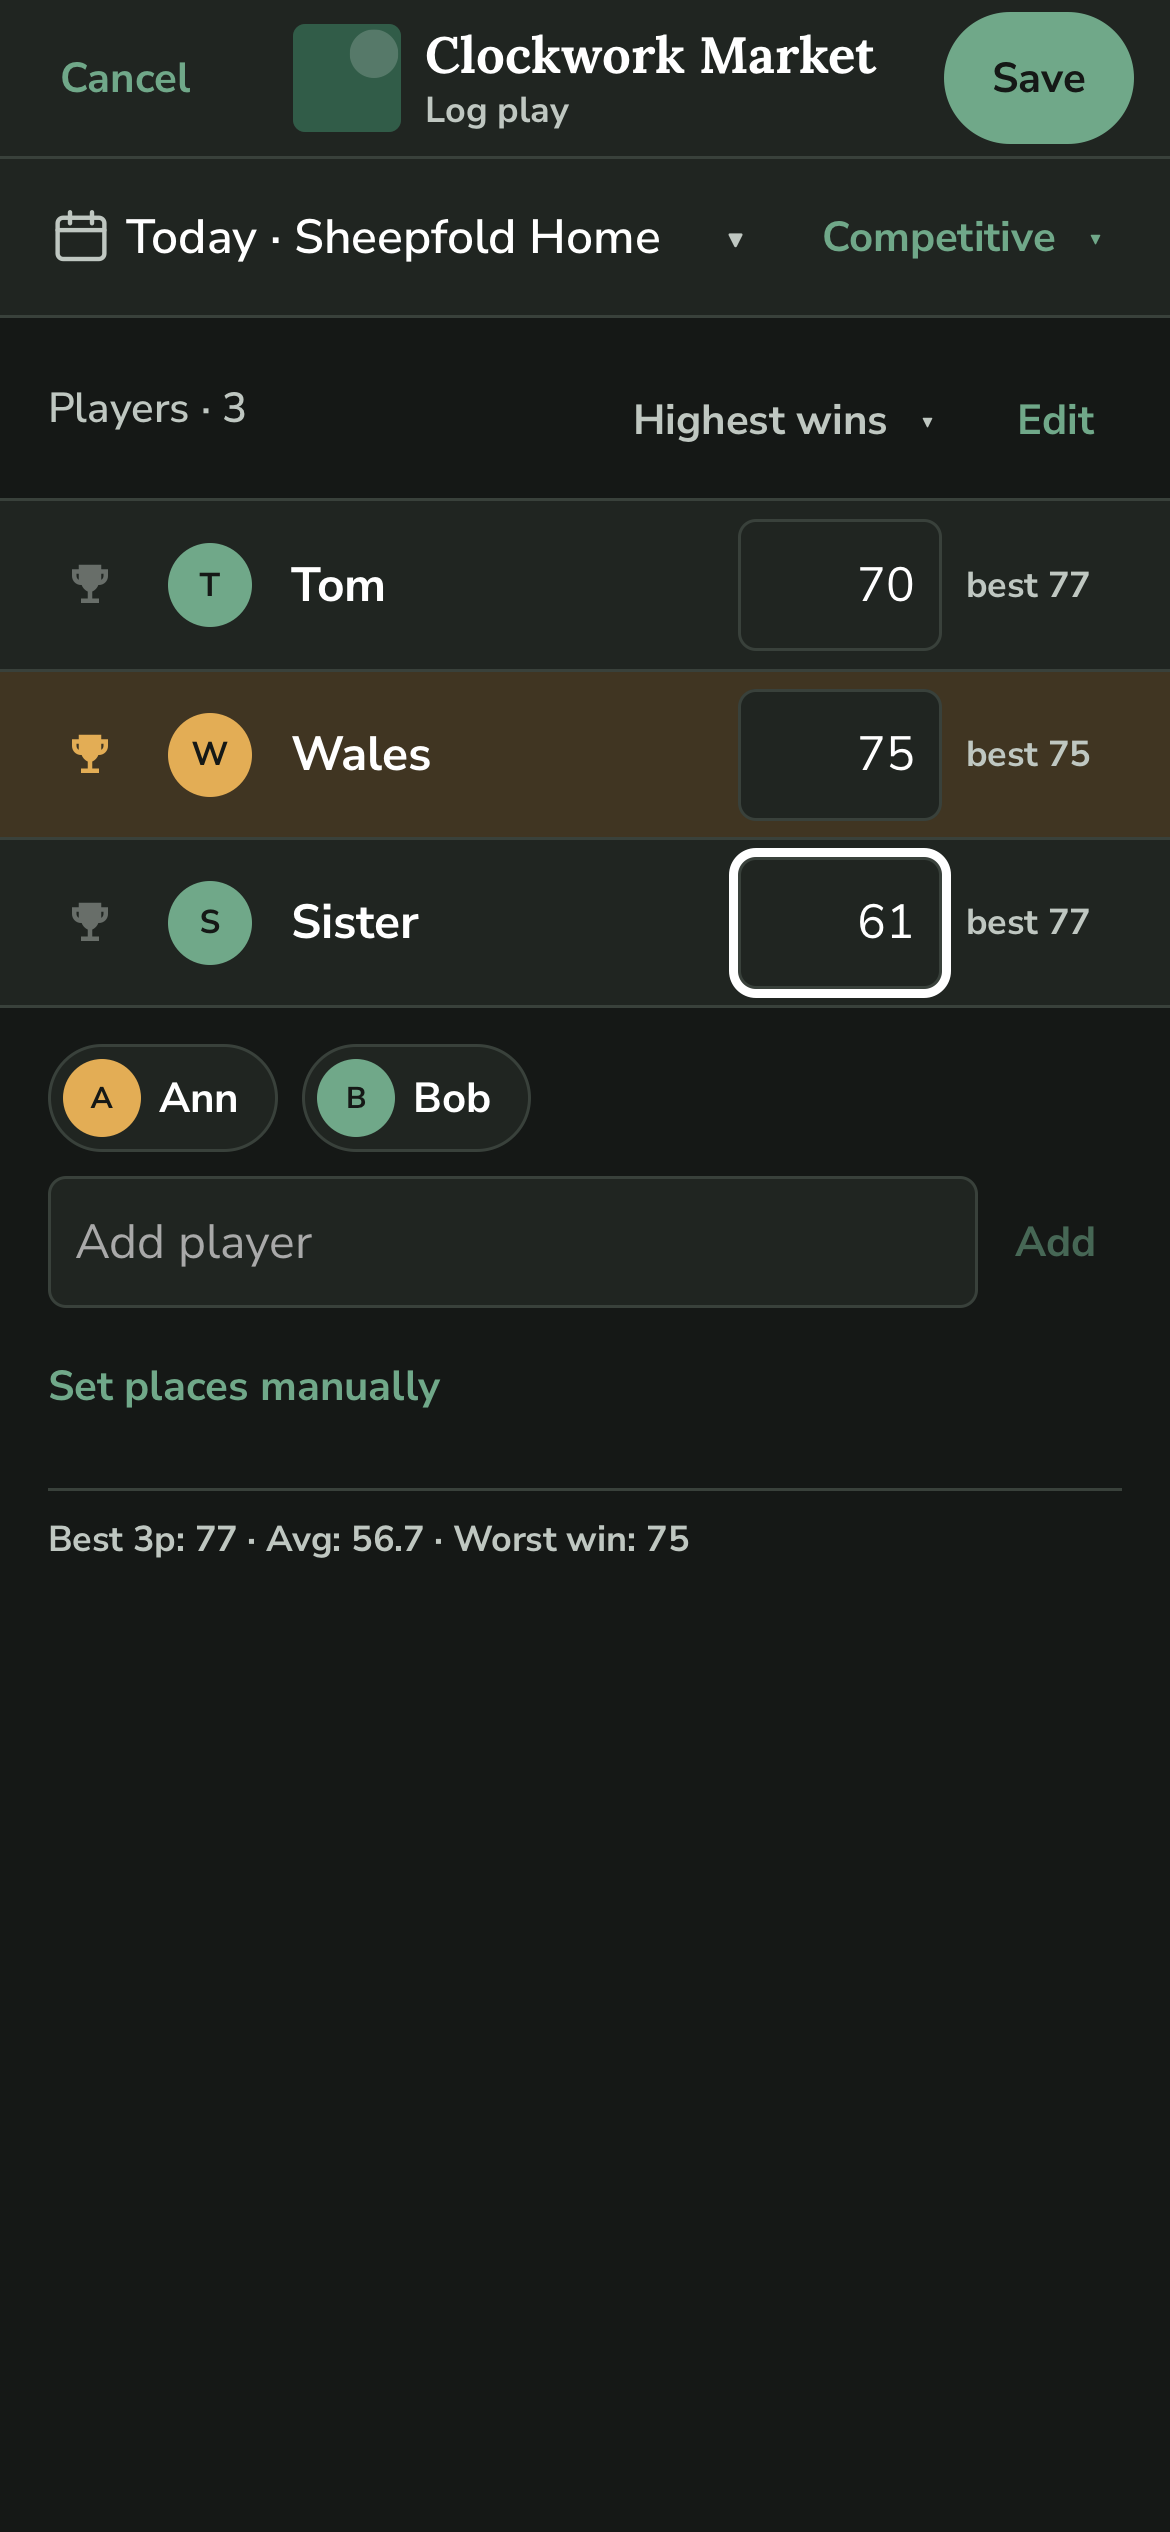 Cancel
Clockwork Market
Log play
Save
Today · Sheepfold Home ▾
Competitive ▾
Players · 3
Highest wins ▾
Edit
T Tom 70 best 77
W Wales 75 best 75
S Sister 61 best 77
A Ann B Bob
Add player Add
Set places manually
Best 3p: 77 · Avg: 56.7 · Worst win: 75